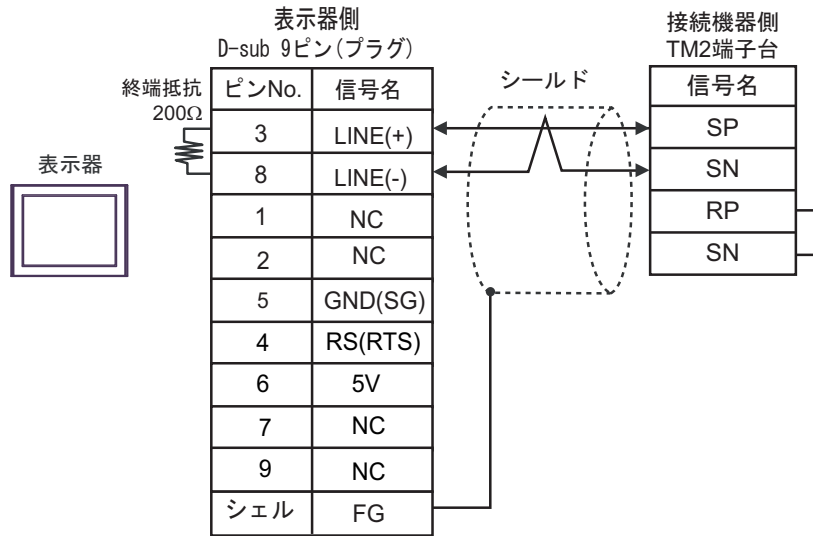 表示器側
D-sub 9ピン(プラグ)
接続機器側
TM2端子台
終端抵抗
200Ω
シールド
表示器
ピンNo. 信号名
3 LINE(+)
8 LINE(-)
1 NC
2 NC
5 GND(SG)
4 RS(RTS)
6 5V
7 NC
9 NC
シェル FG
信号名
SP
SN
RP
SN